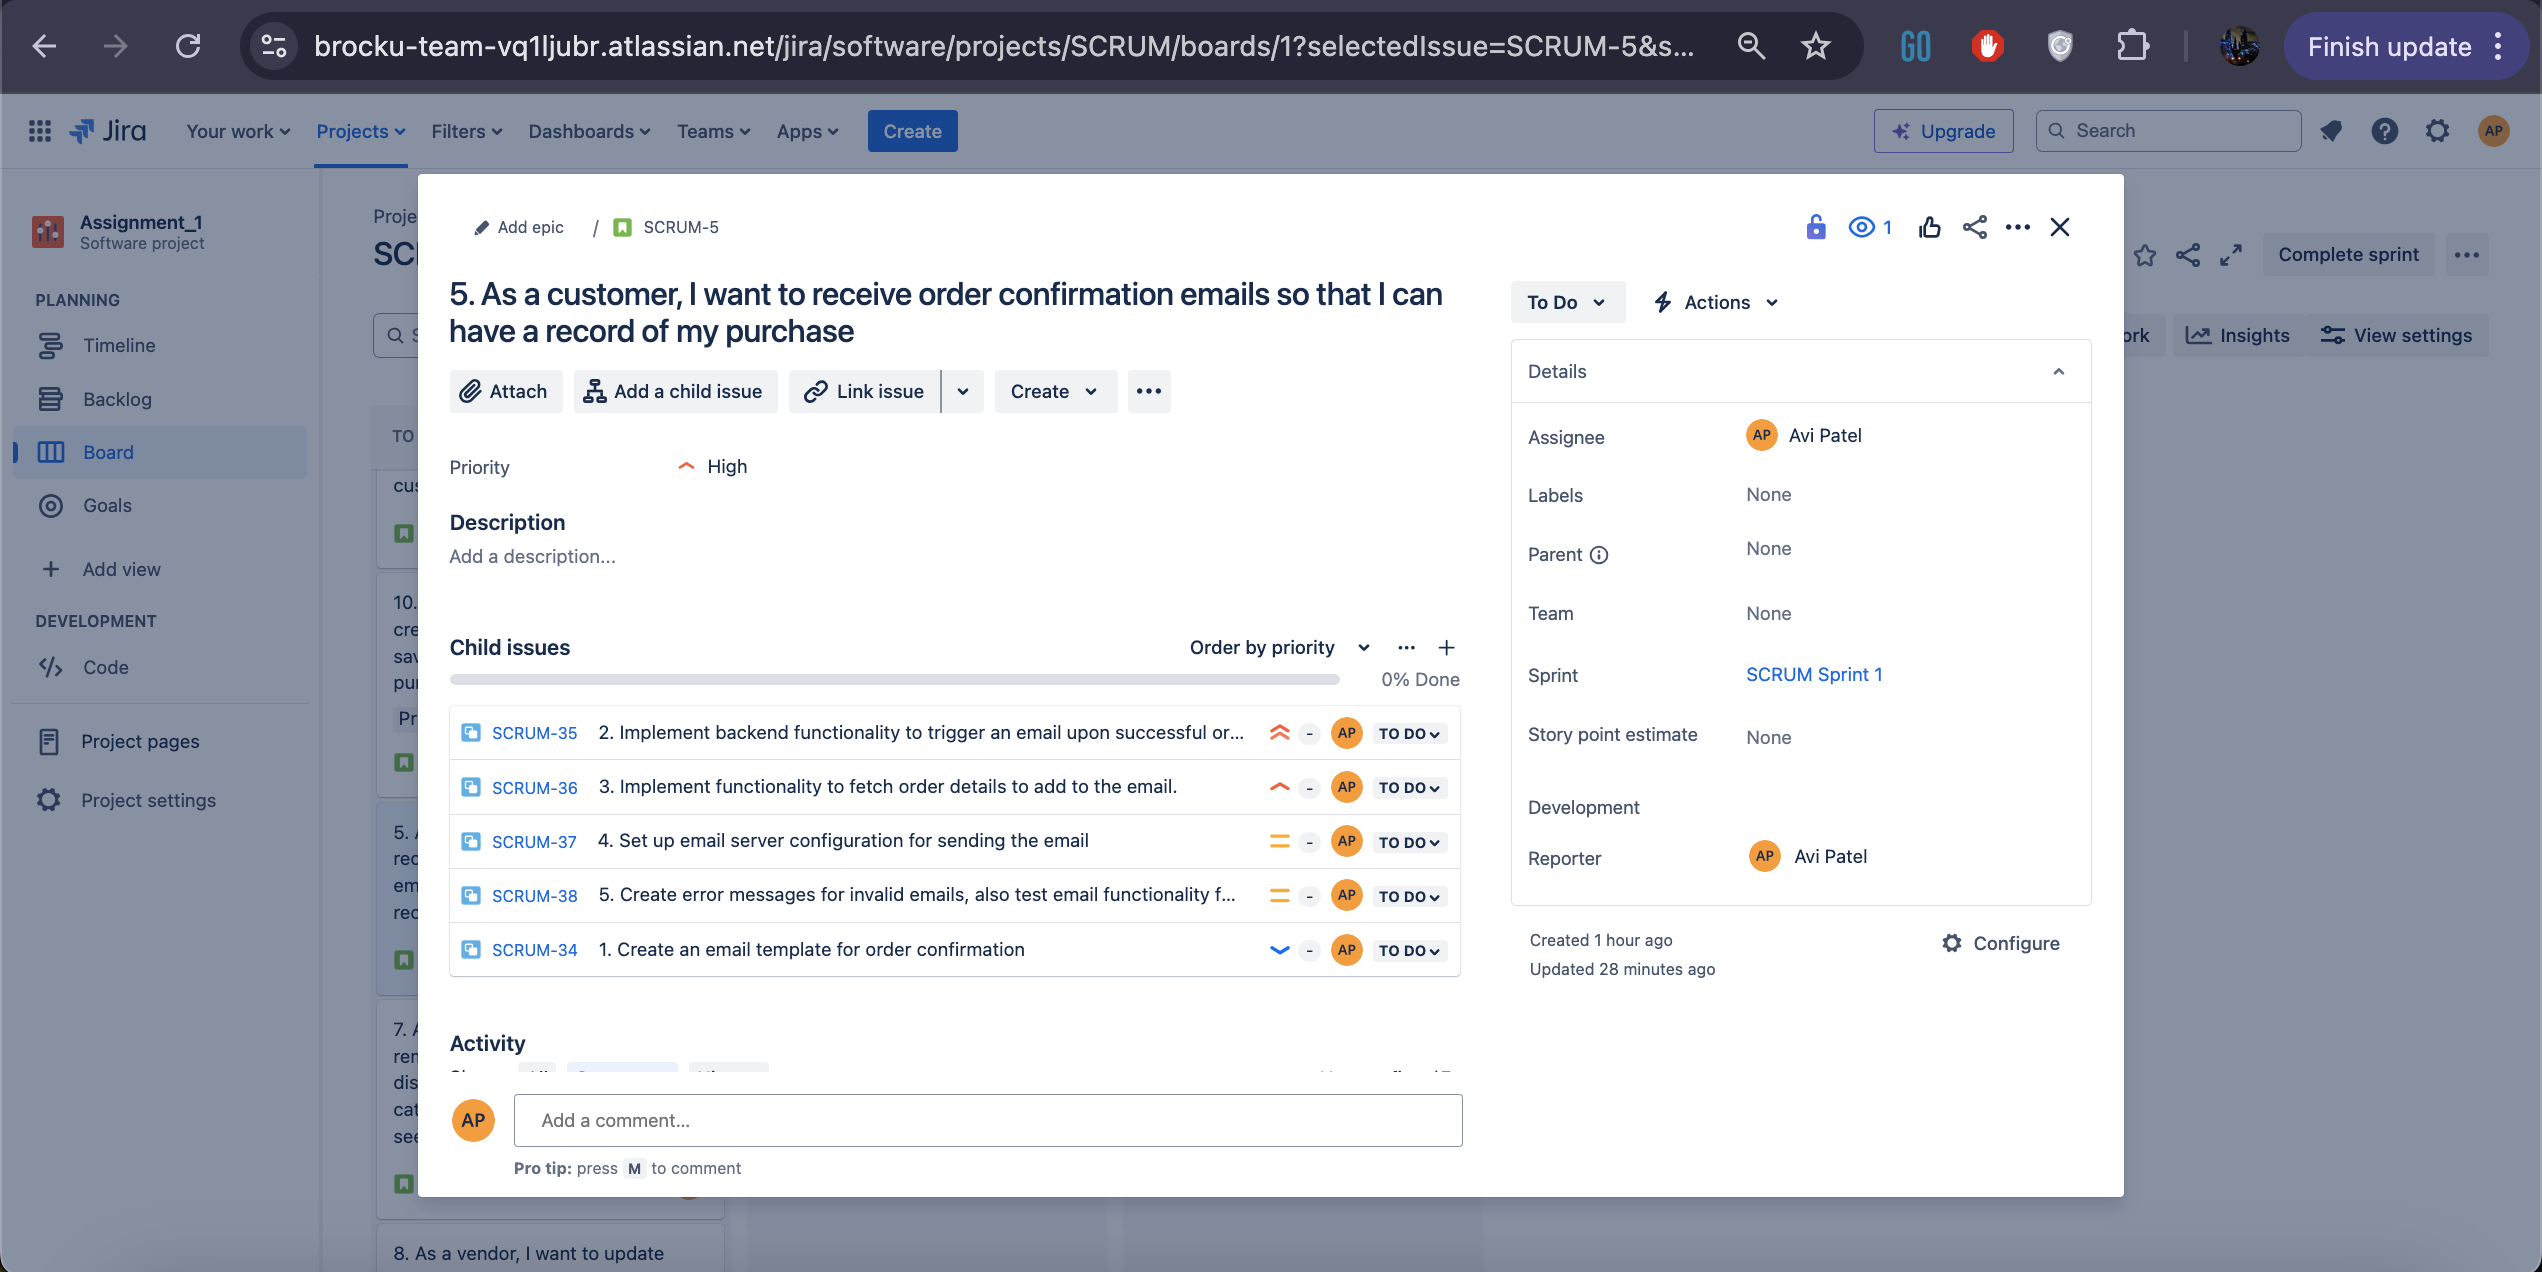 brocku-team-vq1ljubr.atlassian.net/jira/software/projects/SCRUM/boards/1?selectedIssue=SCRUM-5&s...
GO
Finish update
Jira
Your work
Projects
Filters
Dashboards
Teams
Apps
Create
Upgrade
Search
AP
Assignment_1
Software project
PLANNING
Timeline
Backlog
Board
Goals
Add view
DEVELOPMENT
Code
Project pages
Project settings
Proje
SC
TO
cus
10.
cre
sav
pur
Pr
5. A
rec
em
rec
7. A
ren
dis
cat
see
8. As a vendor, I want to update
Complete sprint
ork
Insights
View settings
Add epic / SCRUM-5
1
5. As a customer, I want to receive order confirmation emails so that I can
have a record of my purchase
Attach
Add a child issue
Link issue
Create
Priority
High
Description
Add a description...
Child issues
Order by priority
0% Done
SCRUM-35 2. Implement backend functionality to trigger an email upon successful or... - AP TO DO
SCRUM-36 3. Implement functionality to fetch order details to add to the email. - AP TO DO
SCRUM-37 4. Set up email server configuration for sending the email - AP TO DO
SCRUM-38 5. Create error messages for invalid emails, also test email functionality f... - AP TO DO
SCRUM-34 1. Create an email template for order confirmation - AP TO DO
Activity
AP
Add a comment...
Pro tip: press M to comment
To Do
Actions
Details
Assignee
AP Avi Patel
Labels
None
Parent
None
Team
None
Sprint
SCRUM Sprint 1
Story point estimate
None
Development
Reporter
AP Avi Patel
Created 1 hour ago
Updated 28 minutes ago
Configure